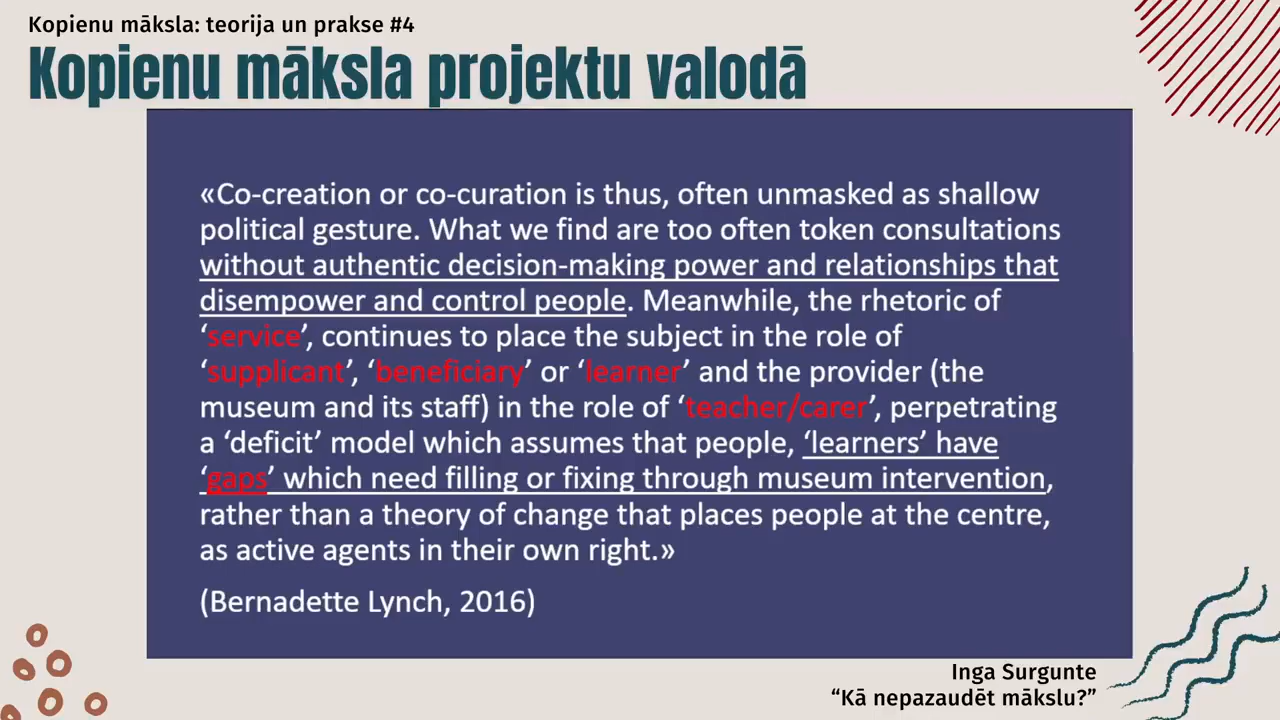 Kopienu māksla: teorija un prakse #4
Kopienu māksla projektu valodā
«Co-creation or co-curation is thus, often unmasked as shallow
political gesture. What we find are too often token consultations
without authentic decision-making power and relationships that
disempower and control people. Meanwhile, the rhetoric of
‘service’, continues to place the subject in the role of
‘supplicant’, ‘beneficiary’ or ‘learner’ and the provider (the
museum and its staff) in the role of ‘teacher/carer’, perpetrating
a ‘deficit’ model which assumes that people, ‘learners’ have
‘gaps’ which need filling or fixing through museum intervention,
rather than a theory of change that places people at the centre,
as active agents in their own right.»
(Bernadette Lynch, 2016)
Inga Surgunte
“Kā nepazaudēt mākslu?”